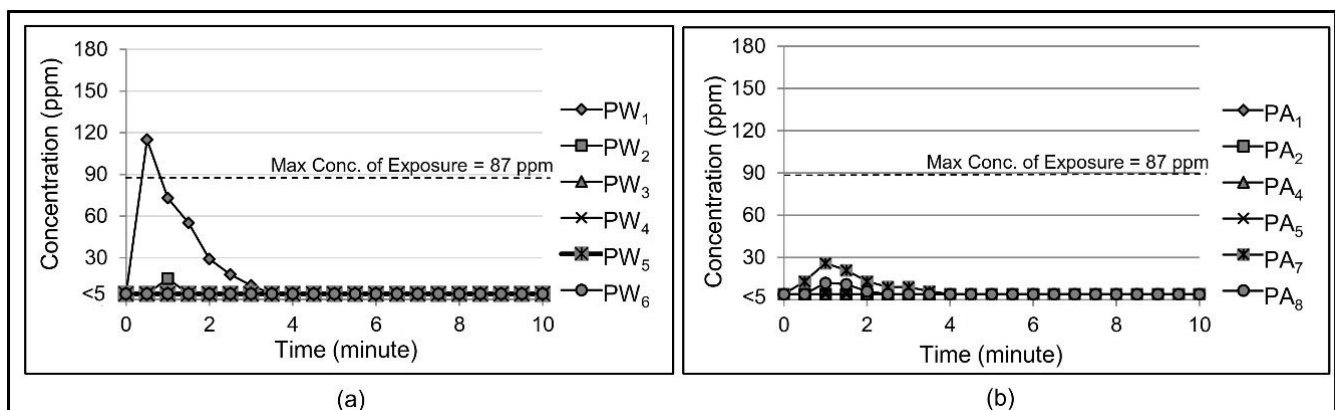 180
150
120
90
60
30
<5
Concentration (ppm)
Max Conc. of Exposure = 87 ppm
0 2 4 6 8 10
Time (minute)
PW1
PW2
PW3
PW4
PW5
PW6
(a)
180
150
120
90
60
30
<5
Concentration (ppm)
Max Conc. of Exposure = 87 ppm
0 2 4 6 8 10
Time (minute)
PA1
PA2
PA4
PA5
PA7
PA8
(b)